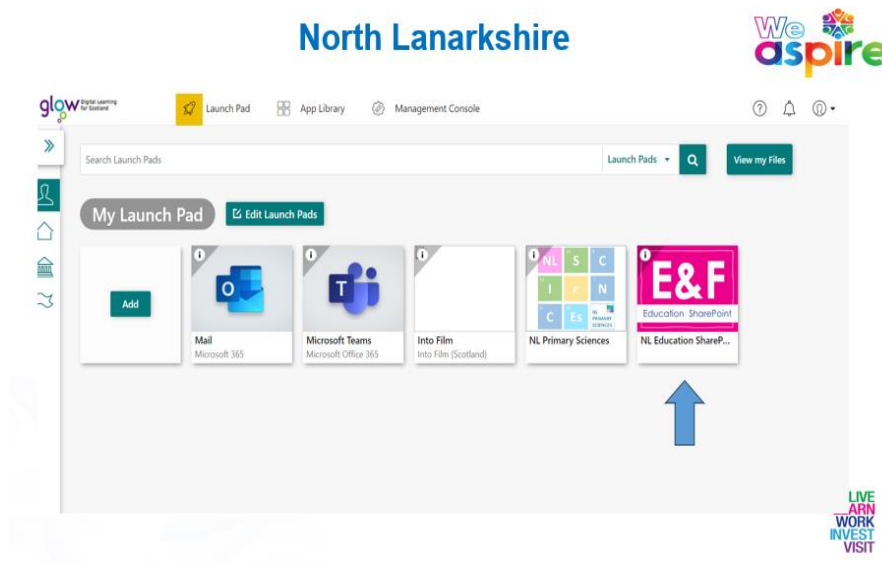 North Lanarkshire
We
aspire
glow Digital Learning
for Scotland
Launch Pad
App Library
Management Console
Search Launch Pads
Launch Pads
View my Files
My Launch Pad
Edit Launch Pads
Add
Mail
Microsoft 365
Microsoft Teams
Microsoft Office 365
Into Film
Into Film (Scotland)
NL S C
I e N
C Es NL
PRIMARY
SCIENCES
NL Primary Sciences
E&F
Education SharePoint
NL Education ShareP...
LIVE
ARN
WORK
INVEST
VISIT